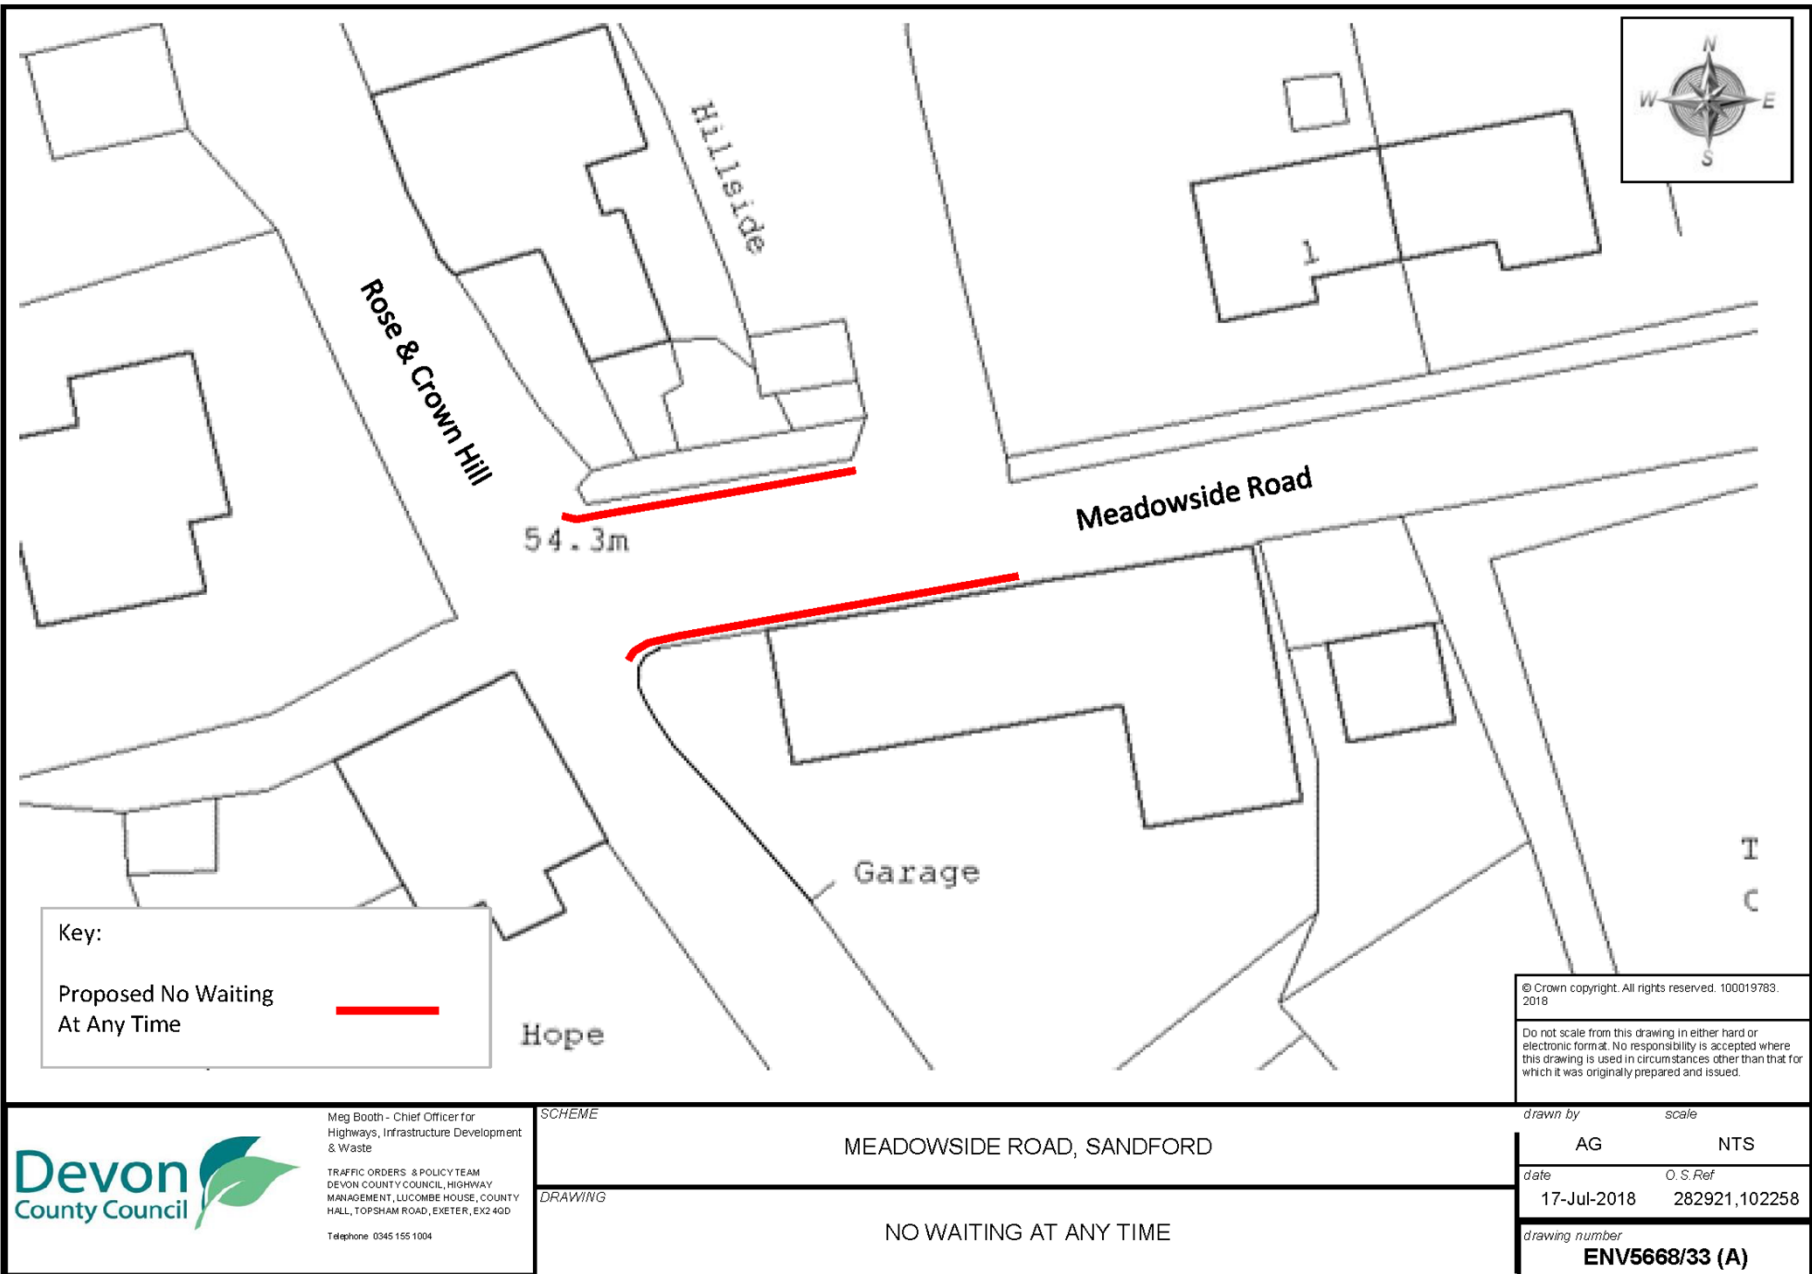 N
W E
S
Hillside
1
Rose & Crown Hill
Meadowside Road
54.3m
Garage
T
C
Hope
Key:
Proposed No Waiting
At Any Time
© Crown copyright. All rights reserved. 100019783.
2018
Do not scale from this drawing in either hard or
electronic format. No responsibility is accepted where
this drawing is used in circumstances other than that for
which it was originally prepared and issued.
Devon
County Council
Meg Booth - Chief Officer for
Highways, Infrastructure Development
& Waste
TRAFFIC ORDERS & POLICY TEAM
DEVON COUNTY COUNCIL, HIGHWAY
MANAGEMENT, LUCOMBE HOUSE, COUNTY
HALL, TOPSHAM ROAD, EXETER, EX2 4QD
Telephone 0345 155 1004
SCHEME
MEADOWSIDE ROAD, SANDFORD
DRAWING
NO WAITING AT ANY TIME
drawn by scale
AG NTS
date O.S.Ref
17-Jul-2018 282921,102258
drawing number
ENV5668/33 (A)